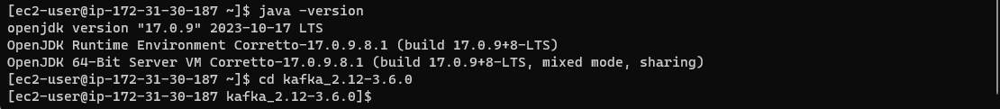 [ec2-user@ip-172-31-30-187 ~]$ java -version
openjdk version "17.0.9" 2023-10-17 LTS
OpenJDK Runtime Environment Corretto-17.0.9.8.1 (build 17.0.9+8-LTS)
OpenJDK 64-Bit Server VM Corretto-17.0.9.8.1 (build 17.0.9+8-LTS, mixed mode, sharing)
[ec2-user@ip-172-31-30-187 ~]$ cd kafka_2.12-3.6.0
[ec2-user@ip-172-31-30-187 kafka_2.12-3.6.0]$